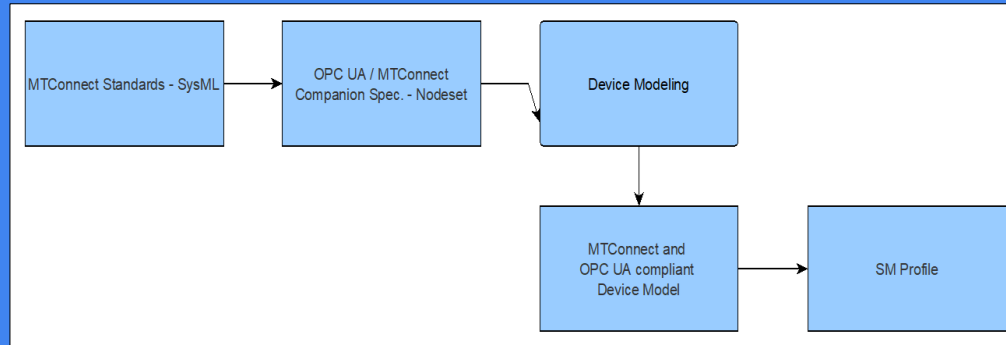 MTConnect Standards - SysML
OPC UA / MTConnect
Companion Spec. - Nodeset
Device Modeling
MTConnect and
OPC UA compliant
Device Model
SM Profile